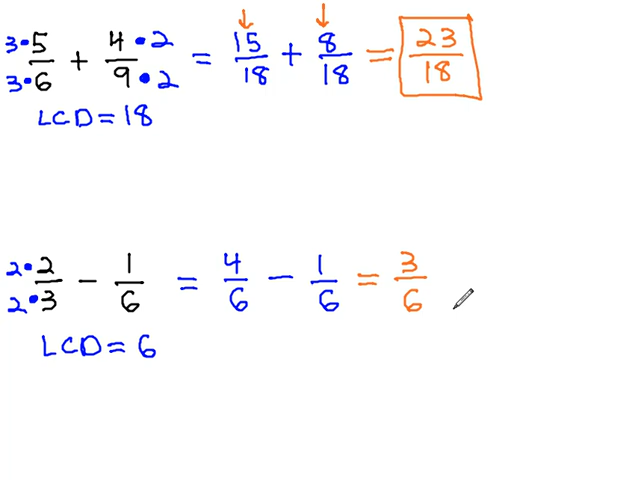 3•5/3•6 + 4•2/9•2 = 15/18 + 8/18 = 23/18
LCD = 18
2•2/2•3 − 1/6 = 4/6 − 1/6 = 3/6
LCD = 6